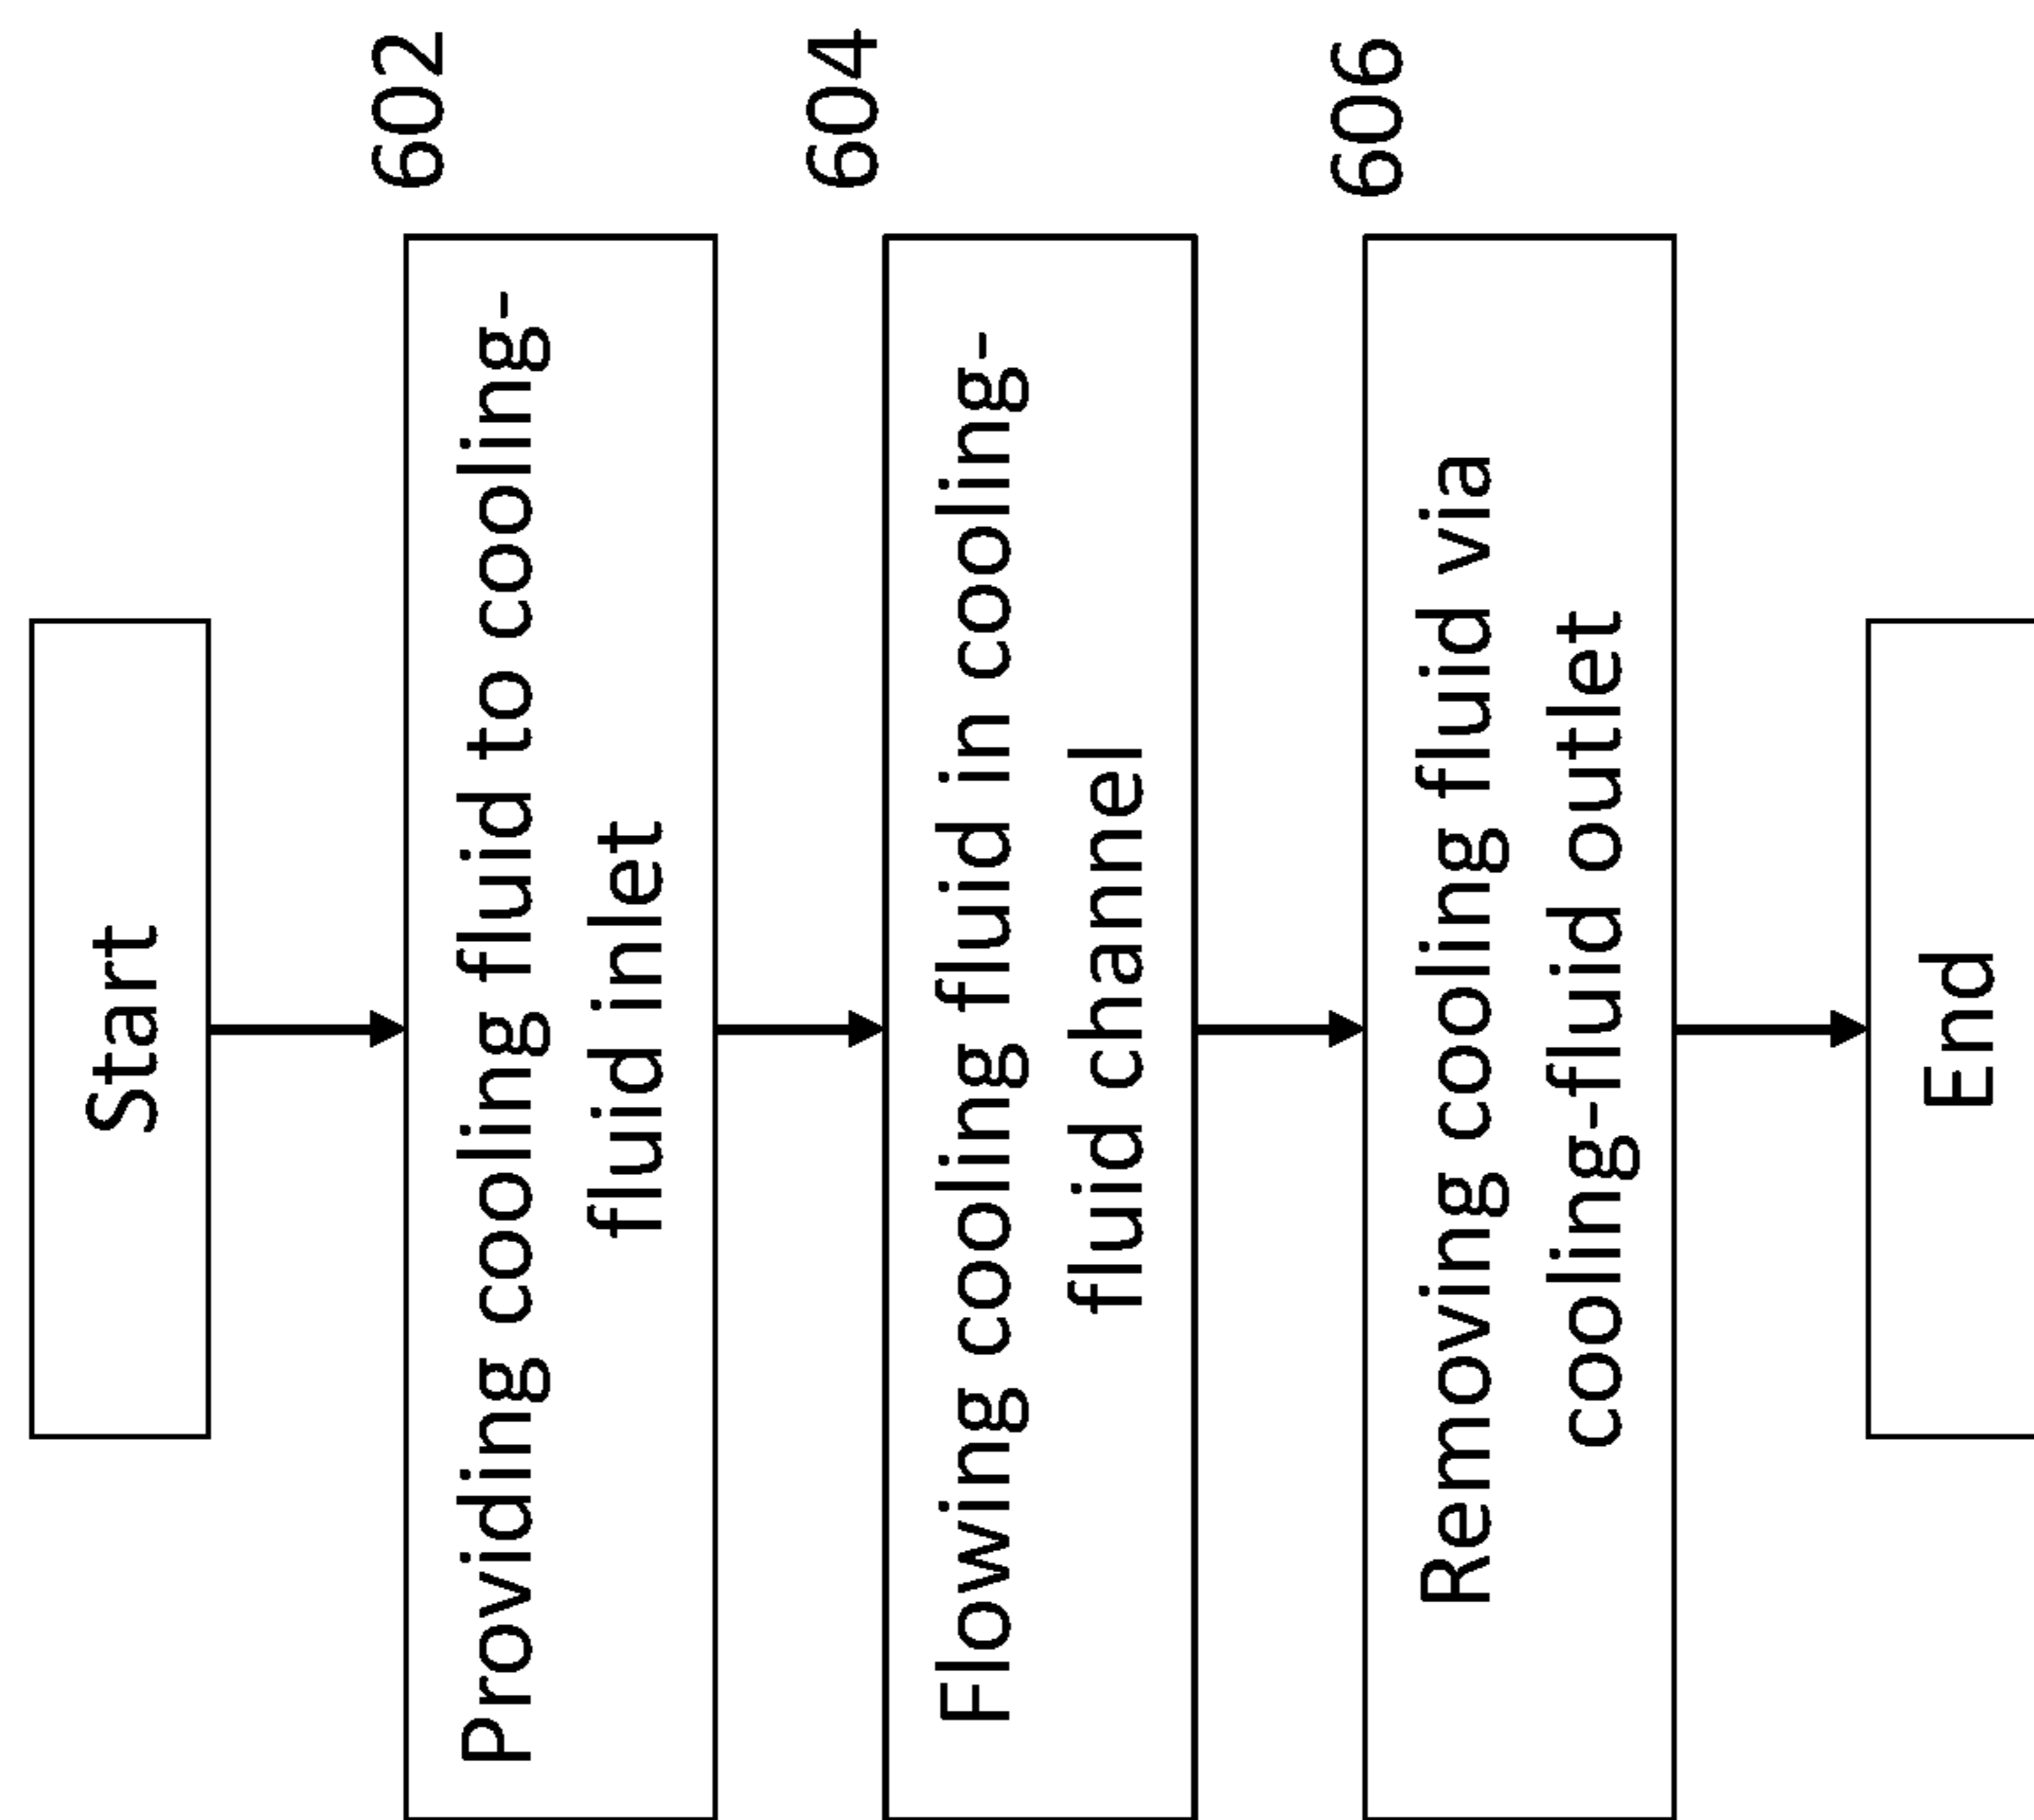 Start
602
Providing cooling fluid to cooling-
fluid inlet
604
Flowing cooling fluid in cooling-
fluid channel
606
Removing cooling fluid via
cooling-fluid outlet
End